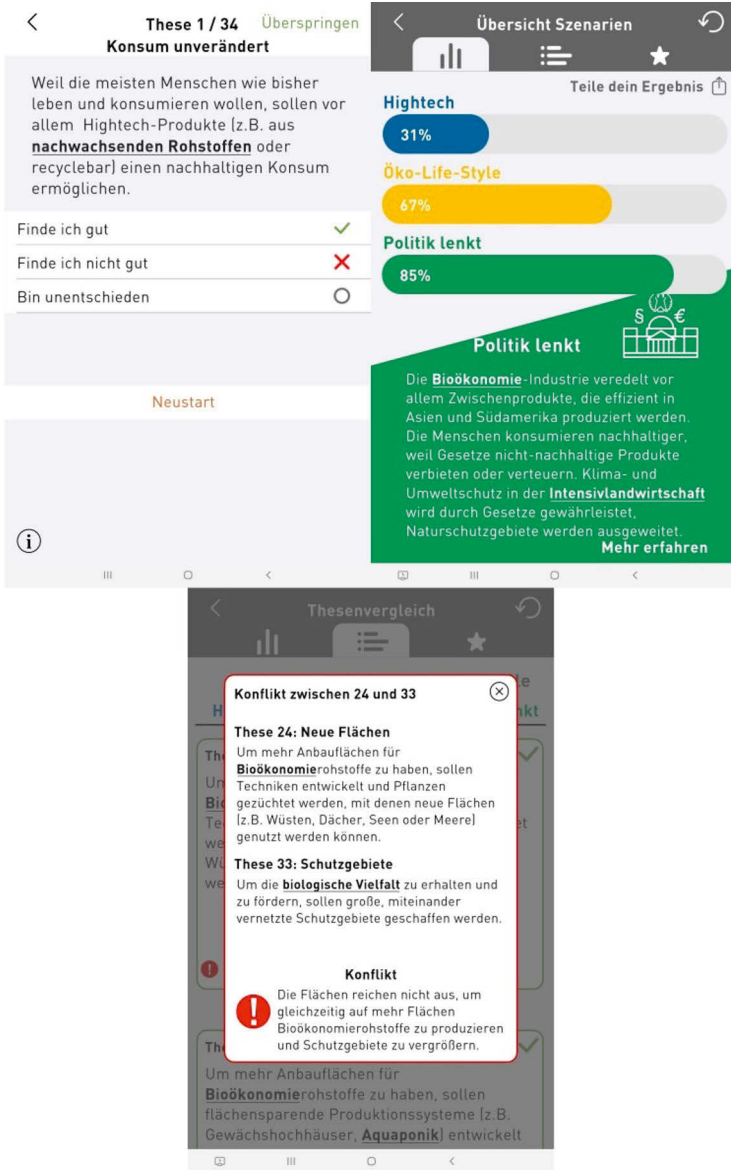 These 1 / 34
Überspringen
Konsum unverändert
Weil die meisten Menschen wie bisher
leben und konsumieren wollen, sollen vor
allem Hightech-Produkte (z.B. aus
nachwachsenden Rohstoffen oder
recyclebar) einen nachhaltigen Konsum
ermöglichen.
Finde ich gut
Finde ich nicht gut
Bin unentschieden
Neustart
i
Übersicht Szenarien
Teile dein Ergebnis
Hightech
31%
Öko-Life-Style
67%
Politik lenkt
85%
§ €
Politik lenkt
Die Bioökonomie-Industrie veredelt vor
allem Zwischenprodukte, die effizient in
Asien und Südamerika produziert werden.
Die Menschen konsumieren nachhaltiger,
weil Gesetze nicht-nachhaltige Produkte
verbieten oder verteuern. Klima- und
Umweltschutz in der Intensivlandwirtschaft
wird durch Gesetze gewährleistet,
Naturschutzgebiete werden ausgeweitet.
Mehr erfahren
Thesenvergleich
Konflikt zwischen 24 und 33
These 24: Neue Flächen
Um mehr Anbauflächen für
Bioökonomierohstoffe zu haben, sollen
Techniken entwickelt und Pflanzen
gezüchtet werden, mit denen neue Flächen
(z.B. Wüsten, Dächer, Seen oder Meere)
genutzt werden können.
These 33: Schutzgebiete
Um die biologische Vielfalt zu erhalten und
zu fördern, sollen große, miteinander
vernetzte Schutzgebiete geschaffen werden.
Konflikt
Die Flächen reichen nicht aus, um
gleichzeitig auf mehr Flächen
Bioökonomierohstoffe zu produzieren
und Schutzgebiete zu vergrößern.
Um mehr Anbauflächen für
Bioökonomierohstoffe zu haben, sollen
flächensparende Produktionssysteme (z.B.
Gewächshochhäuser, Aquaponik) entwickelt